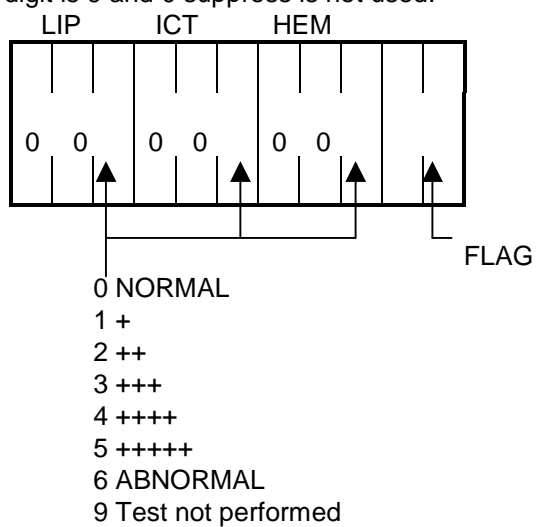 digit is 0 and 0 suppress is not used.
LIP ICT HEM
0 0 0 0 0 0
FLAG
0 NORMAL
1 +
2 ++
3 +++
4 ++++
5 +++++
6 ABNORMAL
9 Test not performed